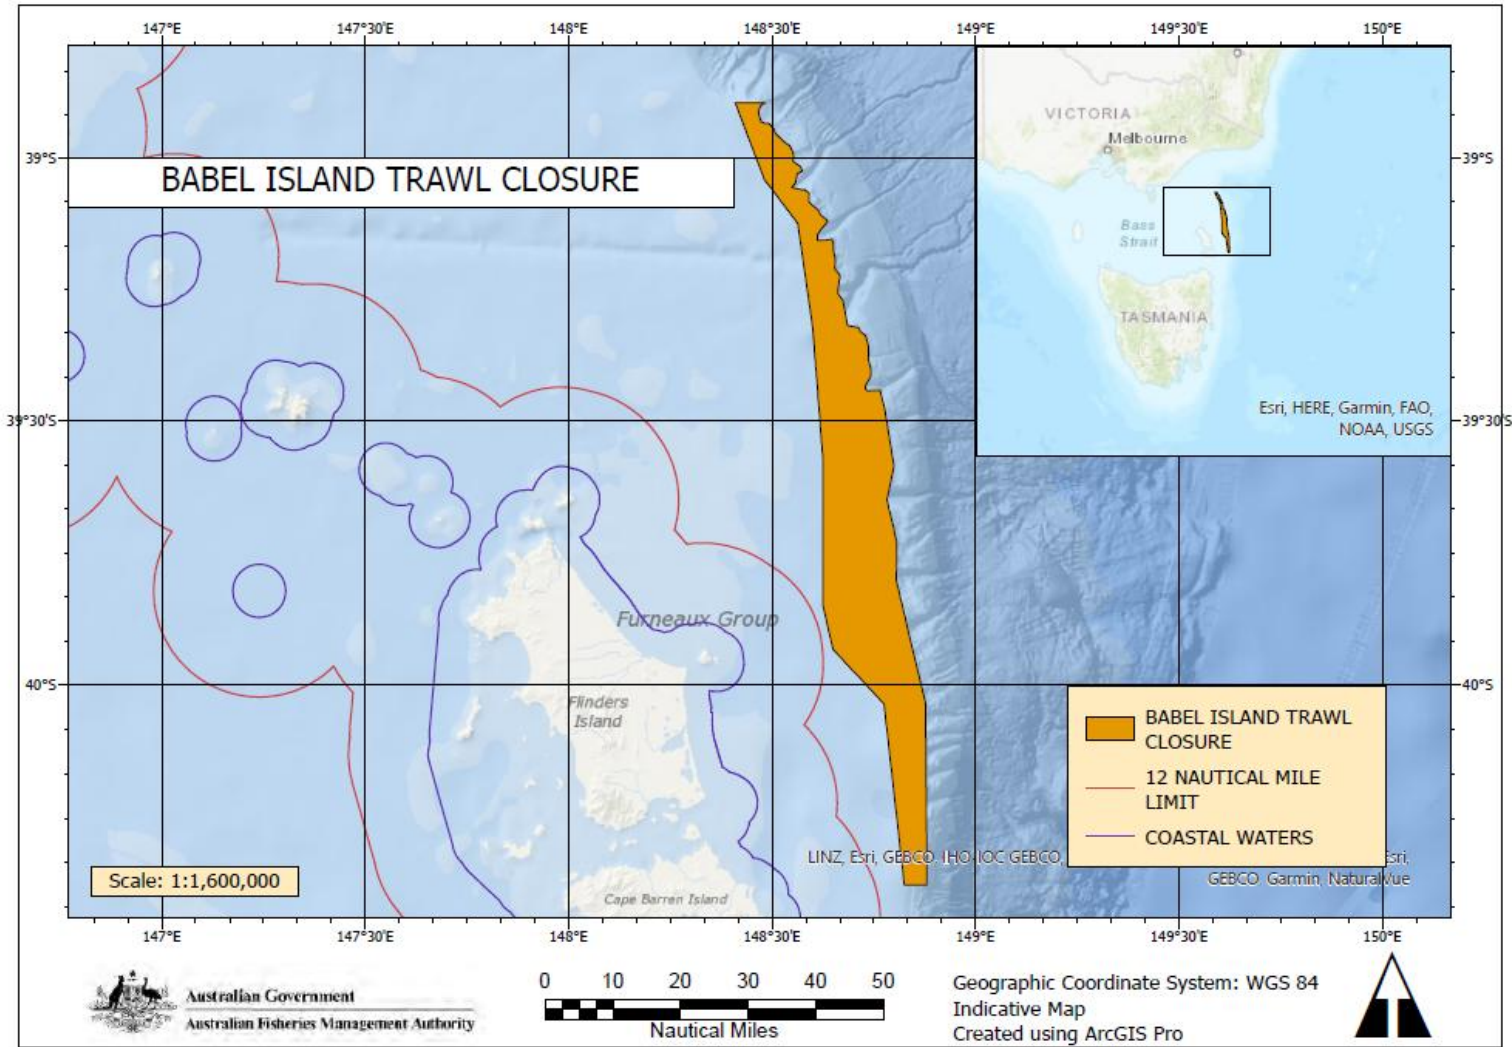 147°E 147°30'E 148°E 148°30'E 149°E 149°30'E 150°E
39°S 39°S
BABEL ISLAND TRAWL CLOSURE
VICTORIA
Melbourne
Bass
Strait
TASMANIA
Esri, HERE, Garmin, FAO,
NOAA, USGS
39°30'S 39°30'S
Furneaux Group
40°S 40°S
Flinders
Island
Cape Barren Island
BABEL ISLAND TRAWL
CLOSURE
12 NAUTICAL MILE
LIMIT
COASTAL WATERS
LINZ, Esri, GEBCO, IHO-IOC GEBCO, Esri,
GEBCO, Garmin, NaturalVue
Scale: 1:1,600,000
147°E 147°30'E 148°E 148°30'E 149°E 149°30'E 150°E
Australian Government
Australian Fisheries Management Authority
0 10 20 30 40 50
Nautical Miles
Geographic Coordinate System: WGS 84
Indicative Map
Created using ArcGIS Pro